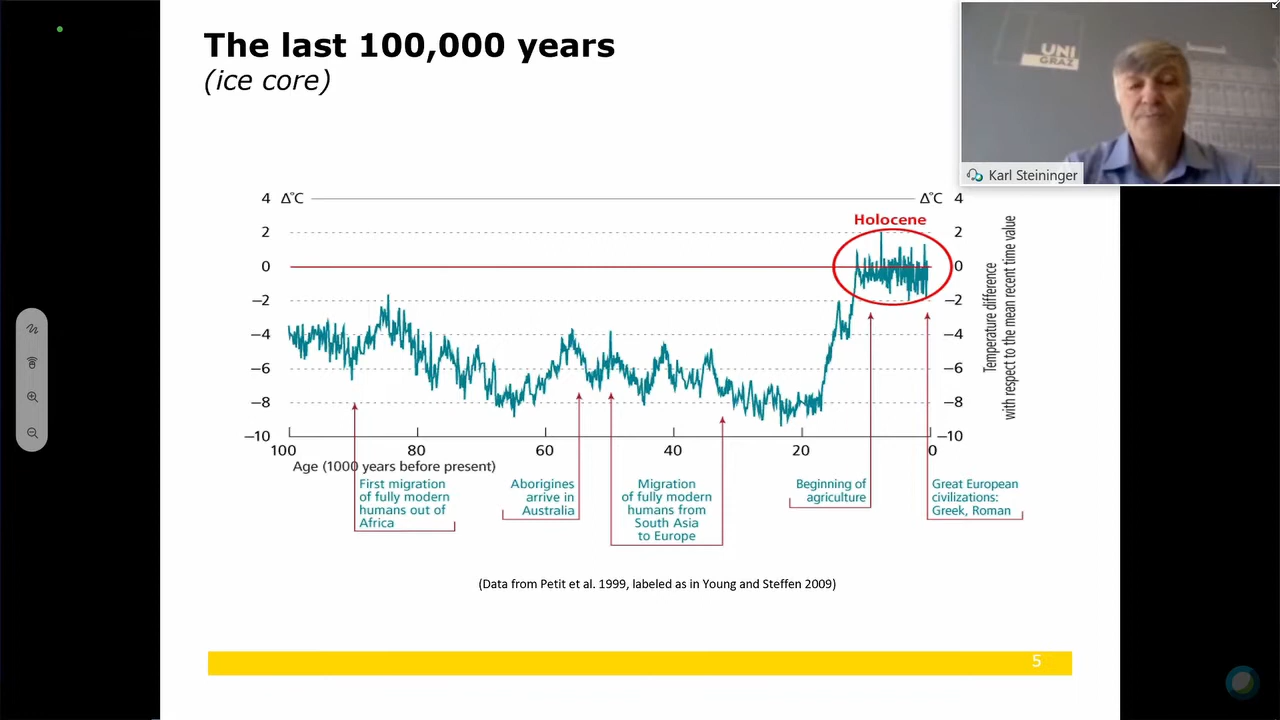 The last 100,000 years
(ice core)
UNI
GRAZ
Karl Steininger
4 Δ°C
Δ°C 4
Holocene
2
2
0
0
−2
−2
−4
−4
−6
−6
−8
−8
−10
−10
100
80
60
40
20
0
Age (1000 years before present)
Temperature difference
with respect to the mean recent time value
First migration
of fully modern
humans out of
Africa
Aborigines
arrive in
Australia
Migration
of fully modern
humans from
South Asia
to Europe
Beginning of
agriculture
Great European
civilizations:
Greek, Roman
(Data from Petit et al. 1999, labeled as in Young and Steffen 2009)
5